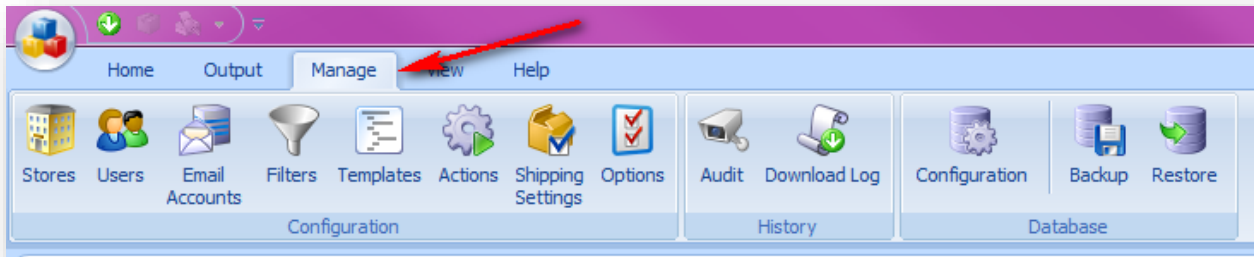 Home Output Manage View Help
Stores Users Email Accounts Filters Templates Actions Shipping Settings Options Audit Download Log Configuration Backup Restore
Configuration History Database